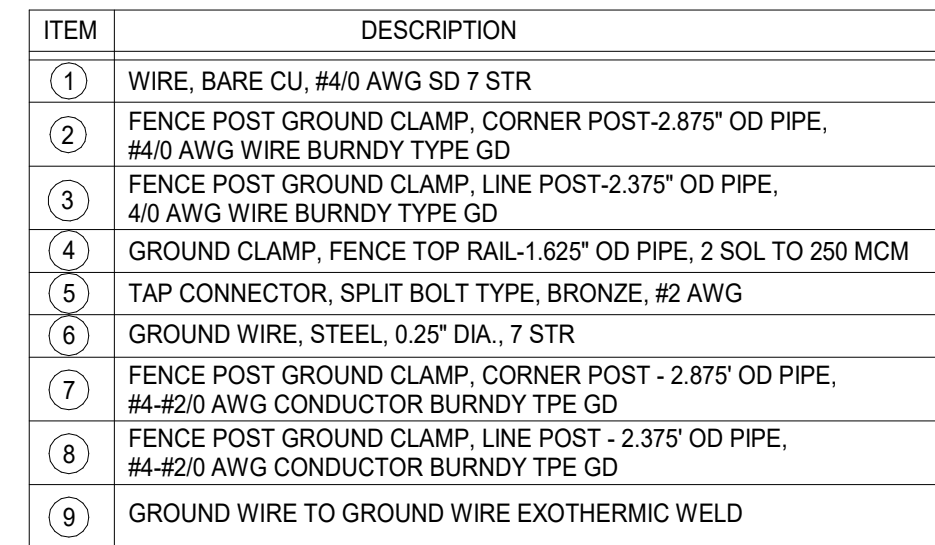 ITEM DESCRIPTION
1 WIRE, BARE CU, #4/0 AWG SD 7 STR
2 FENCE POST GROUND CLAMP, CORNER POST-2.875" OD PIPE,
#4/0 AWG WIRE BURNDY TYPE GD
3 FENCE POST GROUND CLAMP, LINE POST-2.375" OD PIPE,
4/0 AWG WIRE BURNDY TYPE GD
4 GROUND CLAMP, FENCE TOP RAIL-1.625" OD PIPE, 2 SOL TO 250 MCM
5 TAP CONNECTOR, SPLIT BOLT TYPE, BRONZE, #2 AWG
6 GROUND WIRE, STEEL, 0.25" DIA., 7 STR
7 FENCE POST GROUND CLAMP, CORNER POST - 2.875' OD PIPE,
#4-#2/0 AWG CONDUCTOR BURNDY TPE GD
8 FENCE POST GROUND CLAMP, LINE POST - 2.375' OD PIPE,
#4-#2/0 AWG CONDUCTOR BURNDY TPE GD
9 GROUND WIRE TO GROUND WIRE EXOTHERMIC WELD